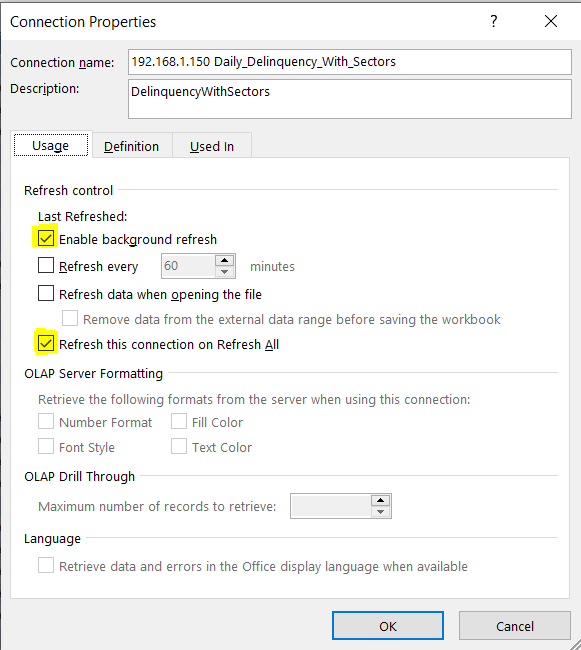 Connection Properties ?
Connection name: 192.168.1.150 Daily_Delinquency_With_Sectors
Description: DelinquencyWithSectors
Usage Definition Used In
Refresh control
Last Refreshed:
Enable background refresh
Refresh every 60 minutes
Refresh data when opening the file
Remove data from the external data range before saving the workbook
Refresh this connection on Refresh All
OLAP Server Formatting
Retrieve the following formats from the server when using this connection:
Number Format Fill Color
Font Style Text Color
OLAP Drill Through
Maximum number of records to retrieve:
Language
Retrieve data and errors in the Office display language when available
OK Cancel